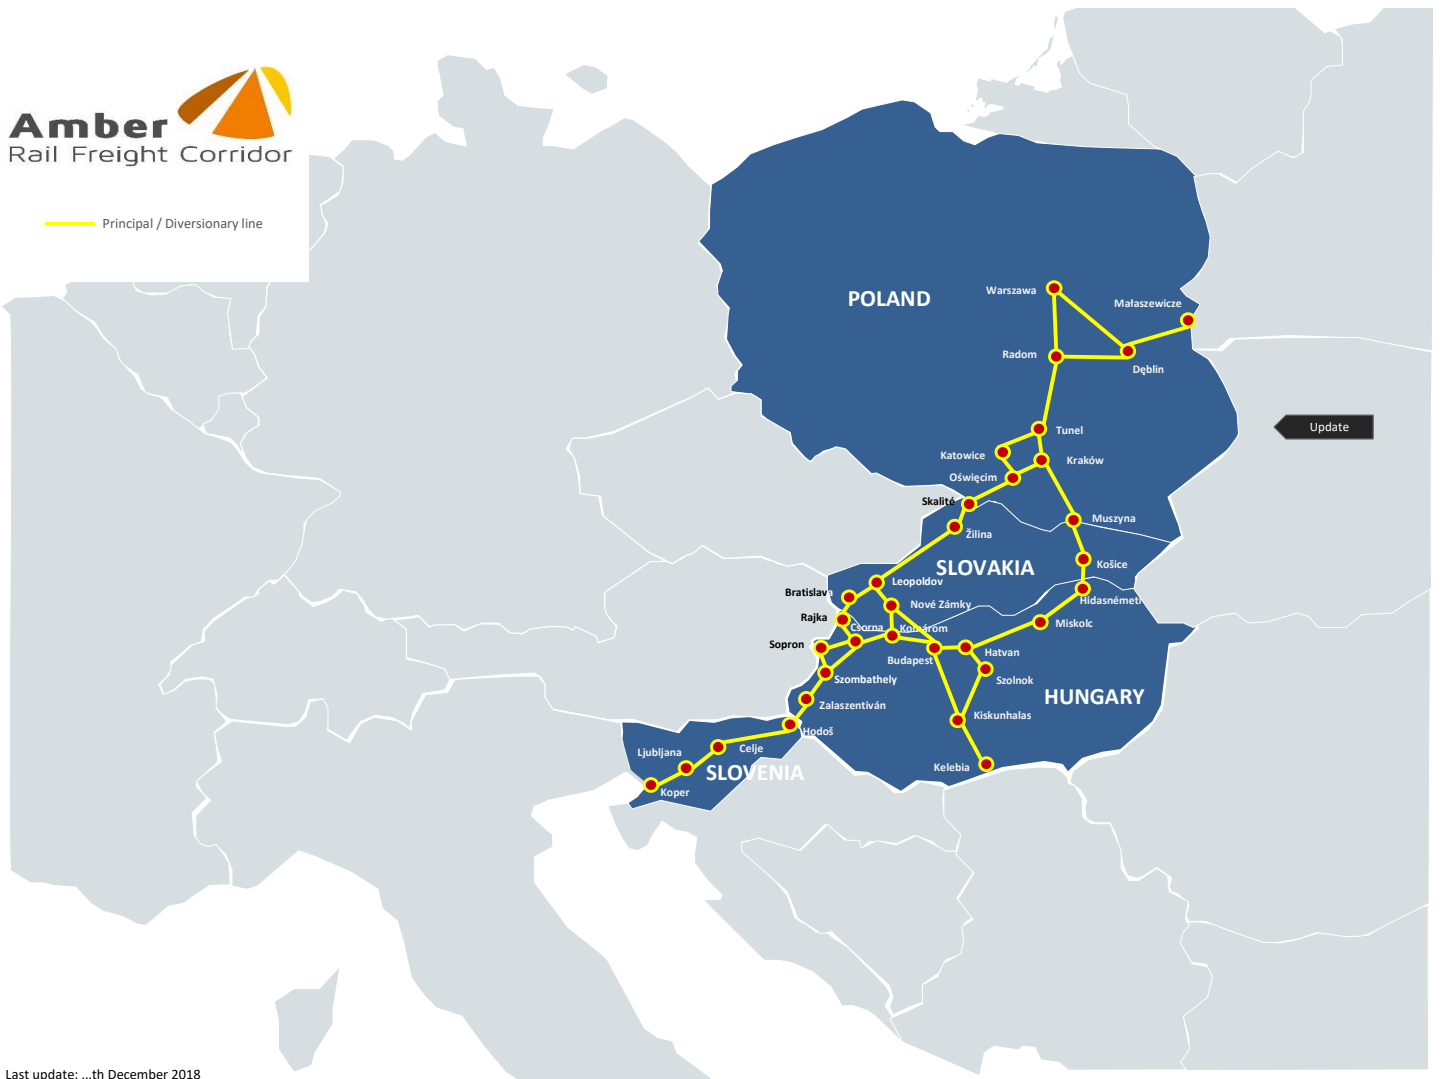 Amber
Rail Freight Corridor
Principal / Diversionary line
POLAND
Warszawa
Małaszewicze
Radom
Dęblin
Update
Tunel
Katowice
Kraków
Oświęcim
Skalité
Muszyna
Žilina
SLOVAKIA
Košice
Leopoldov
Bratislava
Hidasnémeti
Nové Zámky
Rajka
Csorna
Komárom
Miskolc
Sopron
Budapest
Hatvan
Szombathely
Szolnok
HUNGARY
Zalaszentiván
Kiskunhalas
Hodoš
Ljubljana
Celje
SLOVENIA
Kelebia
Koper
Last update: ...th December 2018